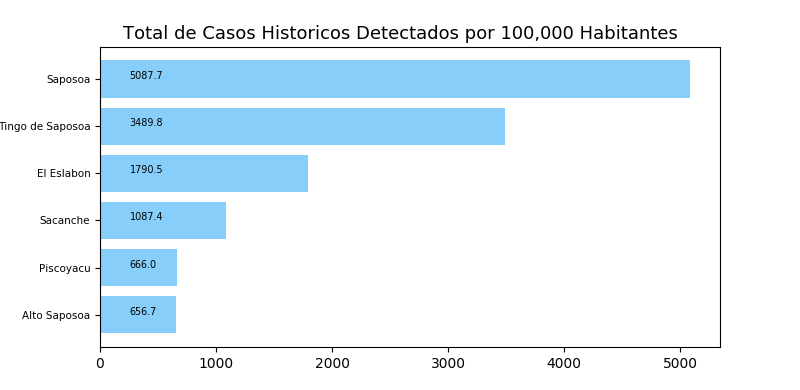 Total de Casos Historicos Detectados por 100,000 Habitantes
Saposoa 5087.7
Tingo de Saposoa 3489.8
El Eslabon 1790.5
Sacanche 1087.4
Piscoyacu 666.0
Alto Saposoa 656.7
0 1000 2000 3000 4000 5000